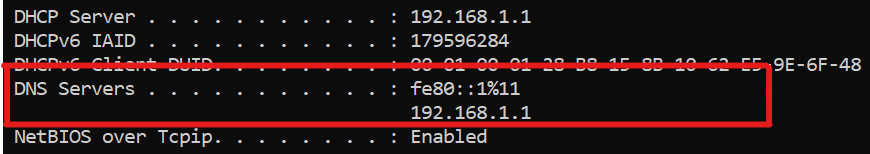 DHCP Server . . . . . . . . . . . : 192.168.1.1
DHCPv6 IAID . . . . . . . . . . . : 179596284
DHCPv6 Client DUID. . . . . . . . : 00-01-00-01-28-B8-15-8B-10-62-E5-9E-6F-48
DNS Servers . . . . . . . . . . . : fe80::1%11
192.168.1.1
NetBIOS over Tcpip. . . . . . . . : Enabled